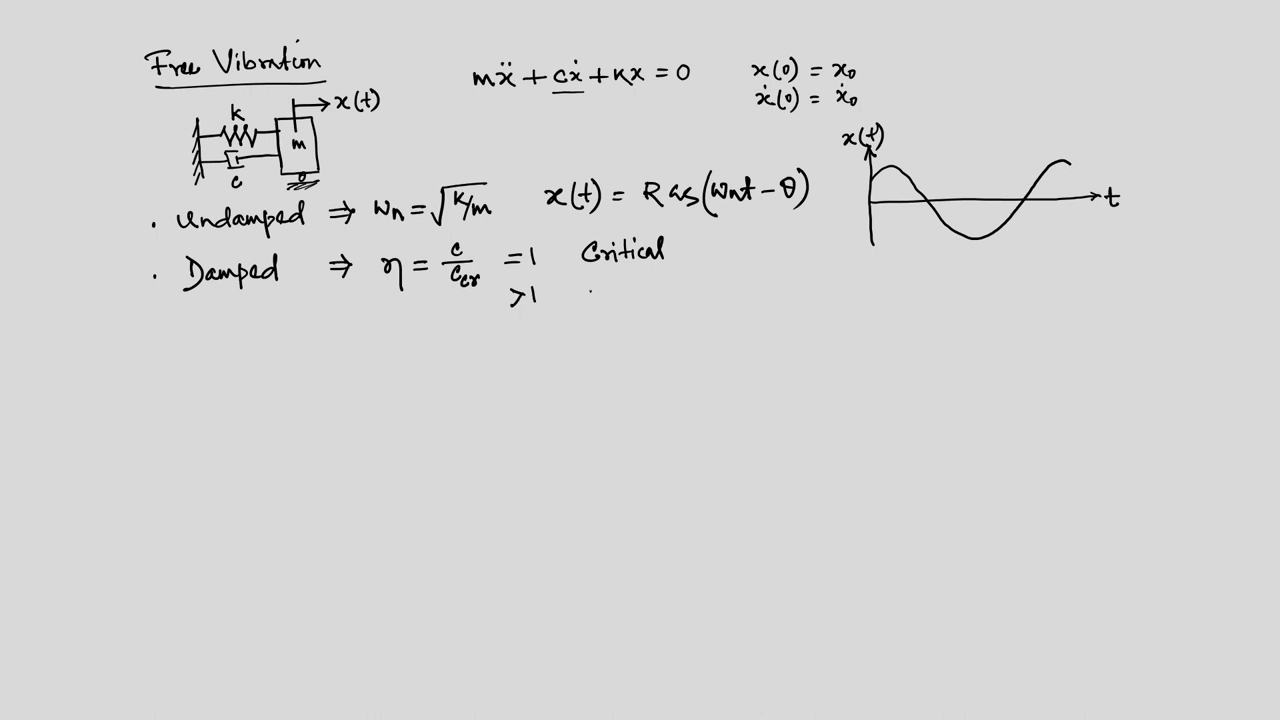 Free Vibration
mẍ + cẋ + kx = 0
x(0) = x₀
ẋ(0) = ẋ₀
k
x(t)
m
c
x(t)
t
. Undamped ⇒ ωn = √k/m x(t) = R cos(ωnt - θ)
. Damped ⇒ η = c/ccr = 1 Critical
> 1